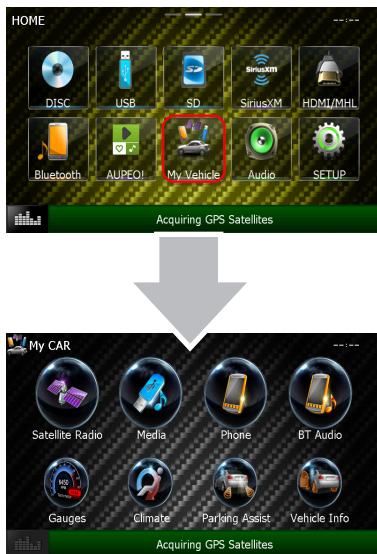 HOME --:--
DISC USB SD SiriusXM HDMI/MHL
Bluetooth AUPEO! My Vehicle Audio SETUP
Acquiring GPS Satellites
My CAR --:--
Satellite Radio Media Phone BT Audio
Gauges Climate Parking Assist Vehicle Info
Acquiring GPS Satellites